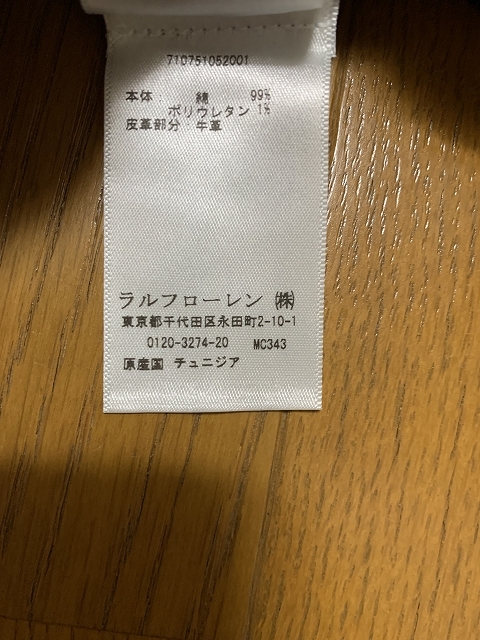 710751052001
本体： 綿 99%
ポリウレタン 1%
皮革部分：牛革
ラルフローレン ㈱
東京都千代田区永田町2-10-1
0120-3274-20 MC343
原産国 チュニジア